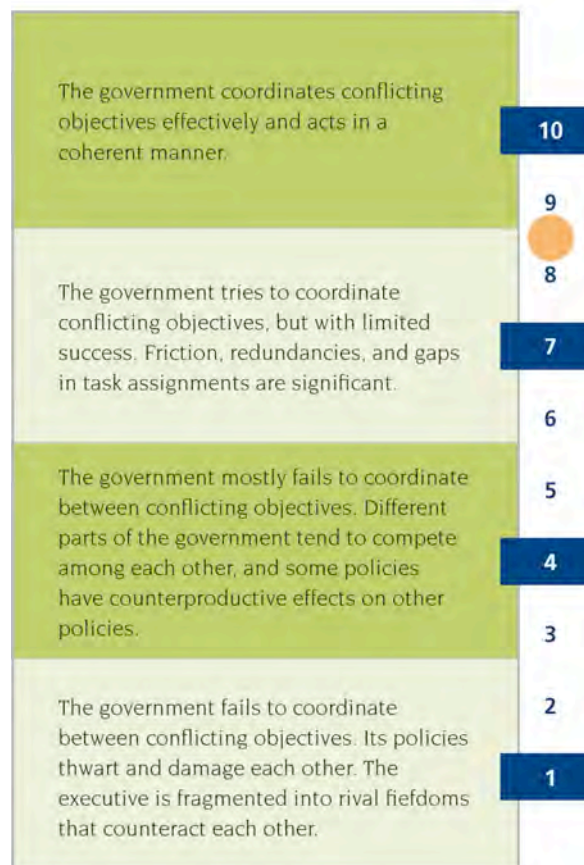 The government coordinates conflicting
objectives effectively and acts in a
coherent manner.
10
9
8
The government tries to coordinate
conflicting objectives, but with limited
success. Friction, redundancies, and gaps
in task assignments are significant.
7
6
The government mostly fails to coordinate
between conflicting objectives. Different
parts of the government tend to compete
among each other, and some policies
have counterproductive effects on other
policies.
5
4
3
The government fails to coordinate
between conflicting objectives. Its policies
thwart and damage each other. The
executive is fragmented into rival fiefdoms
that counteract each other.
2
1